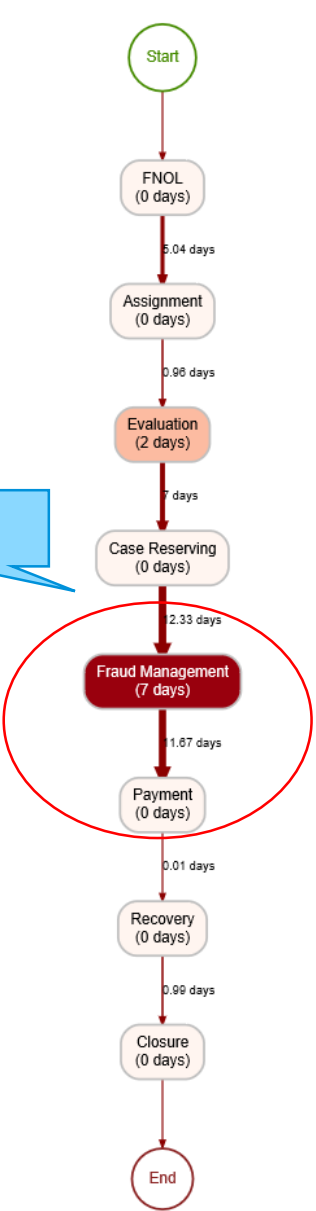 Start
FNOL
(0 days)
5.04 days
Assignment
(0 days)
0.96 days
Evaluation
(2 days)
7 days
Case Reserving
(0 days)
12.33 days
Fraud Management
(7 days)
11.67 days
Payment
(0 days)
0.01 days
Recovery
(0 days)
0.99 days
Closure
(0 days)
End